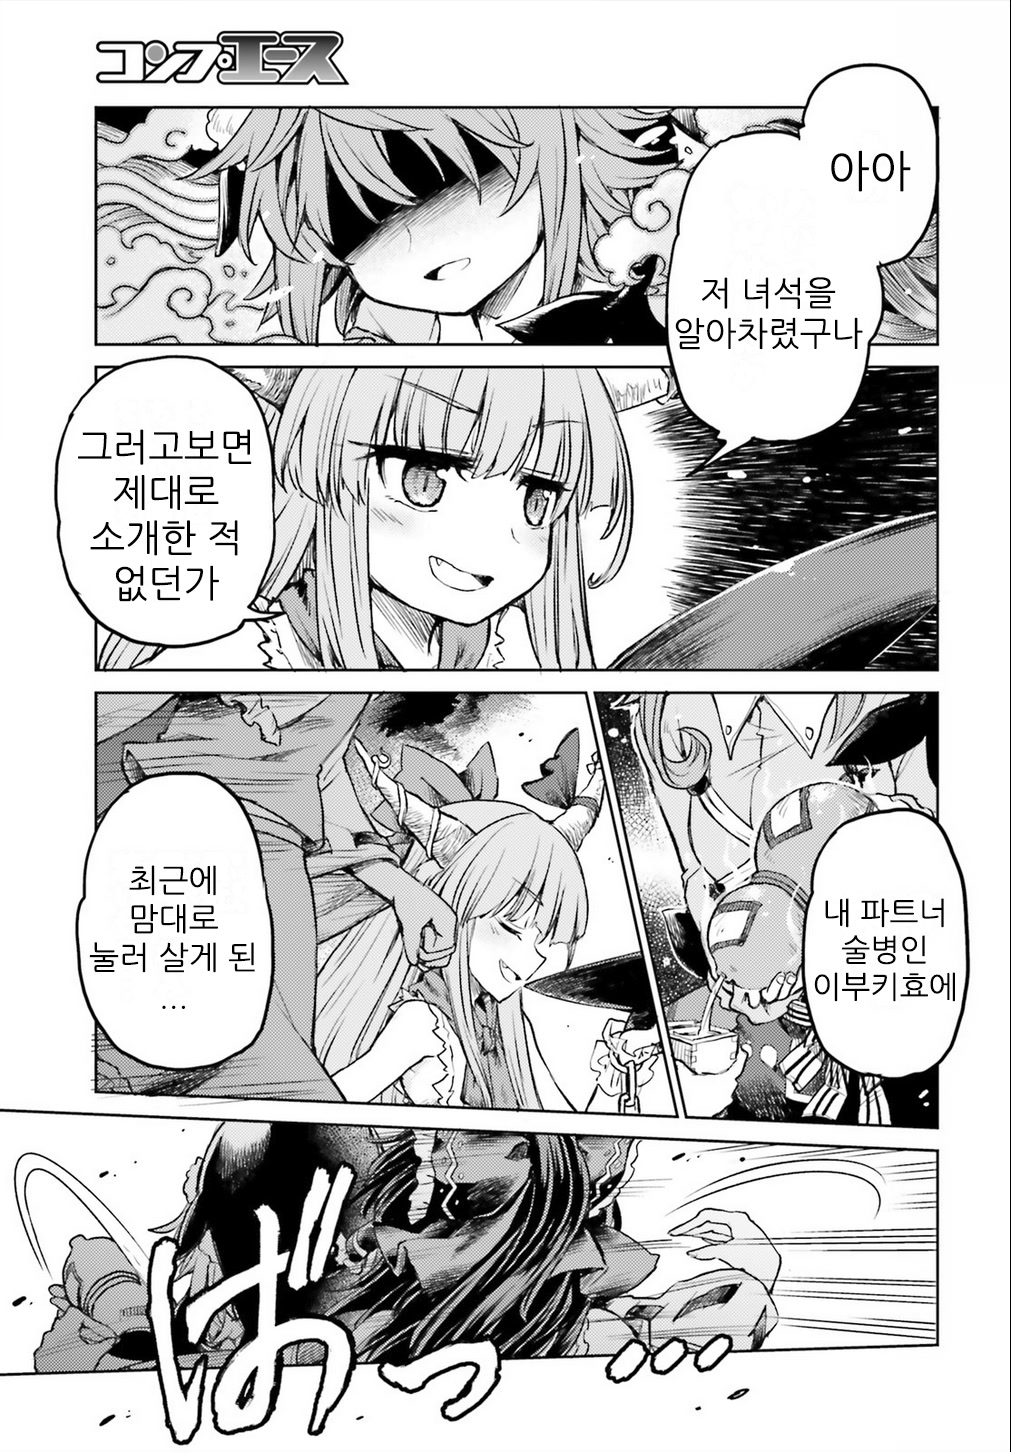 コンプエース
아아
저 녀석을
알아차렸구나
그러고보면
제대로
소개한 적
없던가
내 파트너
술병인
이부키효에
최근에
맘대로
눌러 살게 된
...
ばっ…